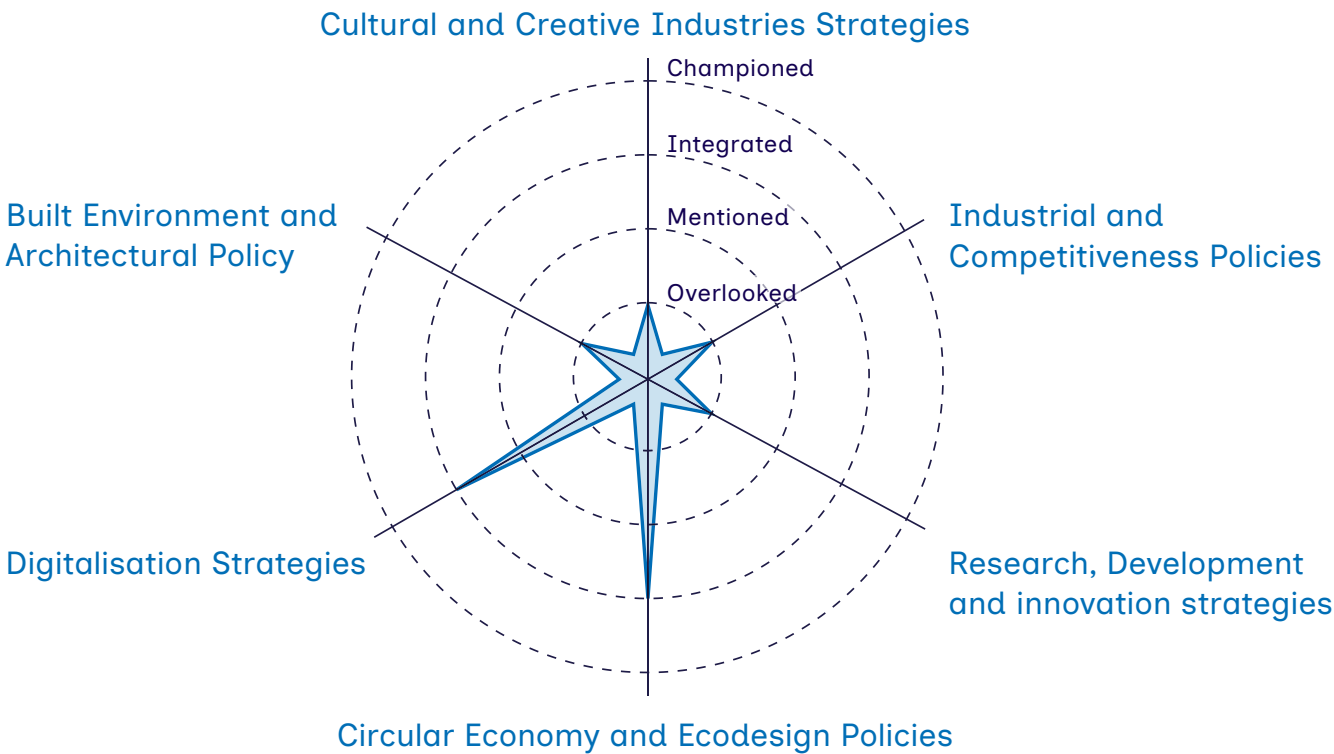 Cultural and Creative Industries Strategies
Championed
Integrated
Mentioned
Overlooked
Built Environment and
Architectural Policy
Industrial and
Competitiveness Policies
Digitalisation Strategies
Research, Development
and innovation strategies
Circular Economy and Ecodesign Policies